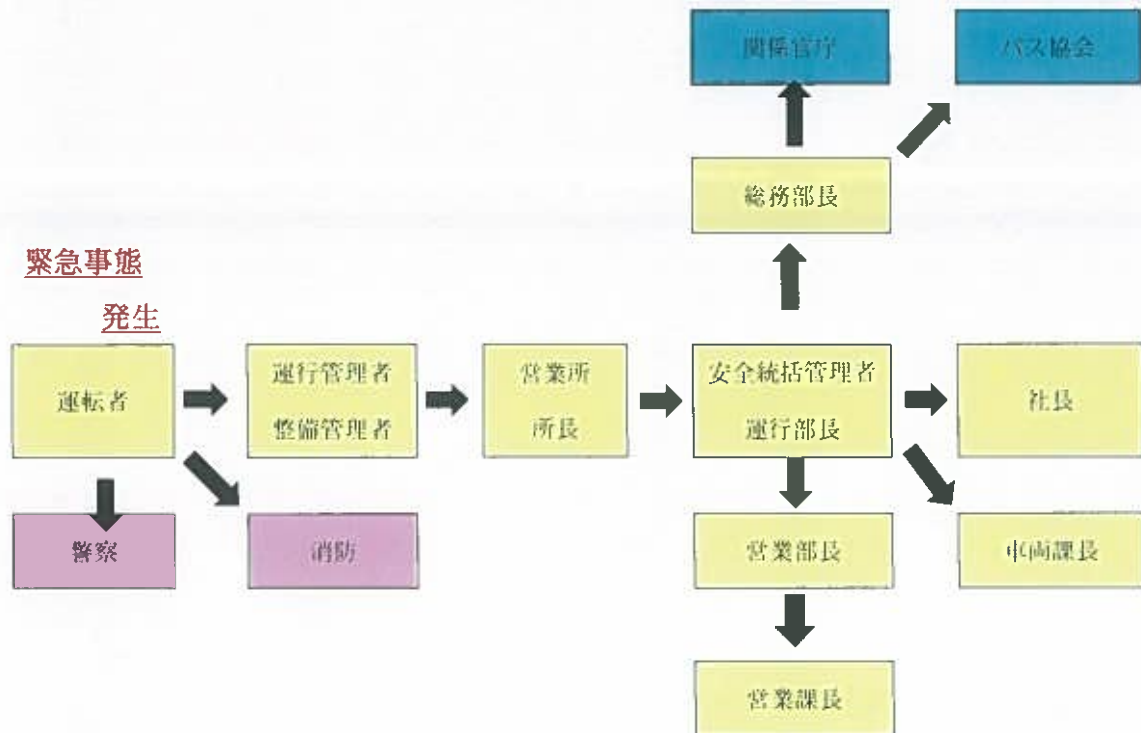 関係官庁
バス協会
総務部長
緊急事態
発生
運転者
運行管理者
整備管理者
営業所
所長
安全統括管理者
運行部長
社長
警察
消防
営業部長
車両課長
営業課長